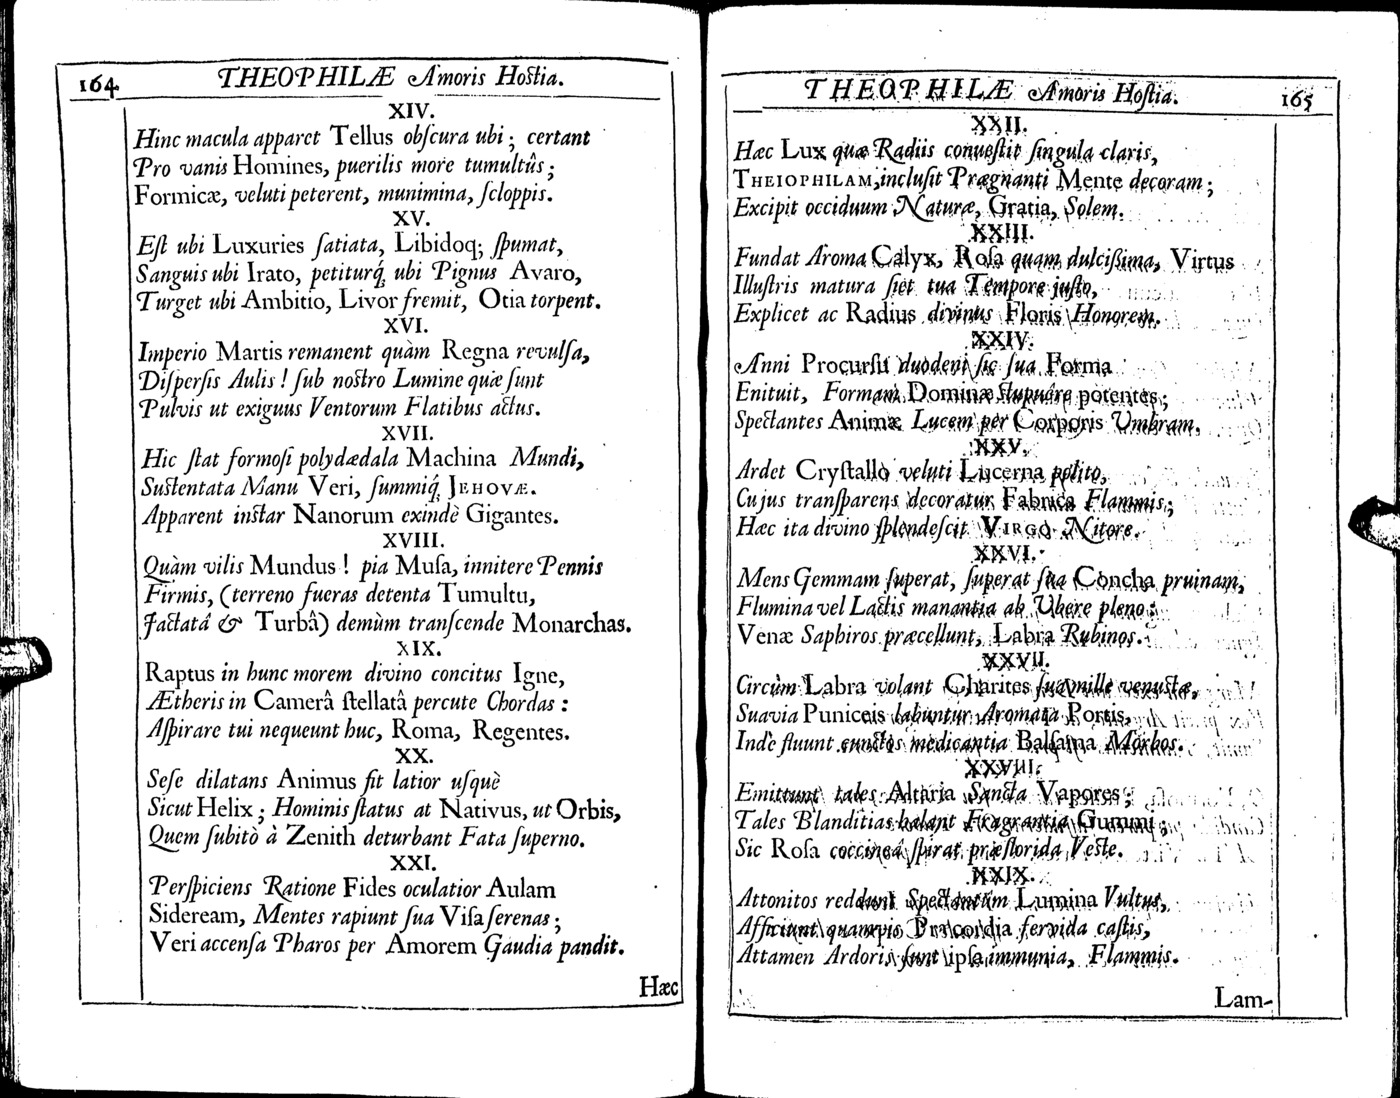 164 THEOPHILÆ Amoris Hostia.
XIV.
Hinc macula apparet Tellus obſcura ubi; certant
Pro vanis Homines, puerilis more tumultûs;
Formicæ, veluti peterent, munimina, ſcloppis.
XV.
Eſt ubi Luxuries ſatiata, Libidoq; ſpumat,
Sanguis ubi Irato, petiturq́; ubi Pignus Avaro,
Turget ubi Ambitio, Livor fremit, Otia torpent.
XVI.
Imperio Martis remanent quàm Regna revulſa,
Diſperſis Aulis! ſub noſtro Lumine quæ ſunt
Pulvis ut exiguus Ventorum Flatibus actus.
XVII.
Hic ſtat formoſi polydædala Machina Mundi,
Suſtentata Manu Veri, ſummiq́; JEHOVÆ.
Apparent inſtar Nanorum exindè Gigantes.
XVIII.
Quàm vilis Mundus! pia Muſa, innitere Pennis
Firmis, (terreno fueras detenta Tumultu,
Jactatâ & Turbâ) demùm tranſcende Monarchas.
XIX.
Raptus in hunc morem divino concitus Igne,
Ætheris in Camerâ ſtellatâ percute Chordas:
Aſpirare tui nequeunt huc, Roma, Regentes.
XX.
Seſe dilatans Animus fit latior uſquè
Sicut Helix; Hominis ſtatus at Nativus, ut Orbis,
Quem ſubitò à Zenith deturbant Fata ſuperno.
XXI.
Perſpiciens Ratione Fides oculatior Aulam
Sideream, Mentes rapiunt ſua Viſa ſerenas;
Veri accenſa Pharos per Amorem Gaudia pandit.
Hæc
THEOPHILÆ Amoris Hoſtia. 165
XXII.
Hæc Lux quæ Radiis conveſtit ſingula claris,
THEIOPHILAM, incluſit Prægnanti Mente decoram;
Excipit occiduum Naturæ, Gratia, Solem.
XXIII.
Fundat Aroma Calyx, Roſa quam dulciſſima, Virtus
Illuſtris matura ſiet tua Tempore juſto,
Explicet ac Radius divinus Floris Honorem.
XXIV.
Anni Procurſu duodeni ſic ſua Forma
Enituit, Formam Dominæ ſtupuêre potentes;
Spectantes Animæ Lucem per Corporis Umbram.
XXV.
Ardet Cryſtallo veluti Lucerna polito,
Cujus tranſparens decoratur Fabrica Flammis;
Hæc ita divino ſplendeſcit VIRGO Nitore.
XXVI.
Mens Gemmam ſuperat, ſuperat ſua Concha pruinam,
Flumina vel Lactis manantia ab Ubere pleno;
Venæ Saphiros præcellunt, Labra Rubinos.
XXVII.
Circùm Labra volant Charites ſua mille venuſtæ,
Suavia Puniceis labuntur Aromata Portis,
Indè fluunt cunctos medicantia Balſama Morbos.
XXVIII.
Emittunt tales Altaria Sancta Vapores;
Tales Blanditias halant Fragrantia Gummi;
Sic Roſa coccineâ ſpirat præflorida Veſte.
XXIX.
Attonitos reddunt Spectantûm Lumina Vultus,
Afficiunt quamvis Præcordia fervida caſtis,
Attamen Ardoris ſunt ipſa immunia, Flammis.
Lam-